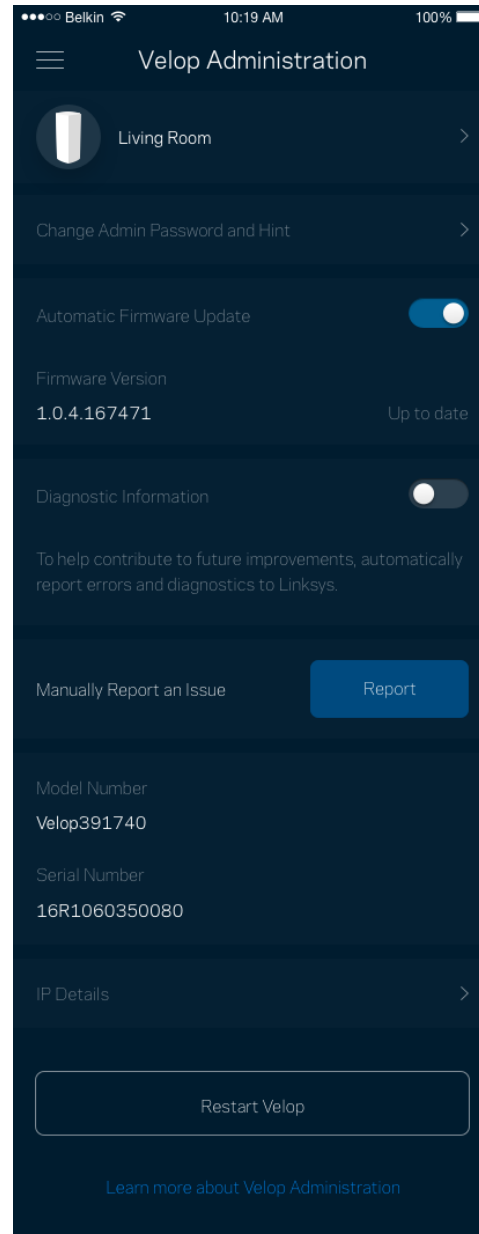 Belkin 10:19 AM 100%
Velop Administration
Living Room
Change Admin Password and Hint
Automatic Firmware Update
Firmware Version
1.0.4.167471 Up to date
Diagnostic Information
To help contribute to future improvements, automatically
report errors and diagnostics to Linksys.
Manually Report an Issue Report
Model Number
Velop391740
Serial Number
16R1060350080
IP Details
Restart Velop
Learn more about Velop Administration